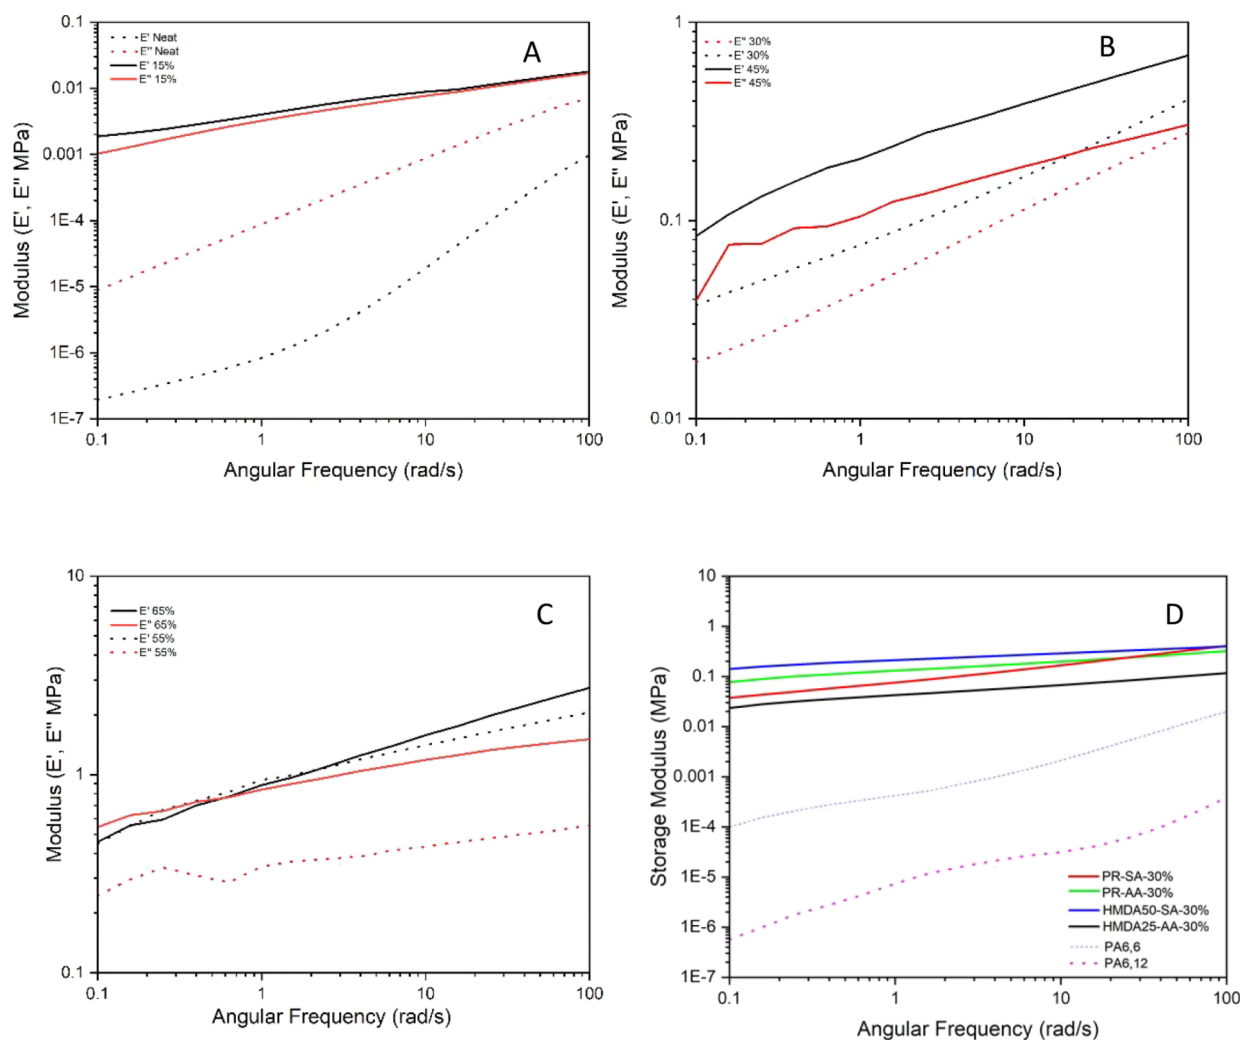 A
E' Neat
E'' Neat
E' 15%
E'' 15%
0.1
0.01
0.001
1E-4
1E-5
1E-6
1E-7
0.1 1 10 100
Modulus (E', E'' MPa)
Angular Frequency (rad/s)
B
E'' 30%
E' 30%
E' 45%
E'' 45%
1
0.1
0.01
0.1 1 10 100
Modulus (E', E'' MPa)
Angular Frequency (rad/s)
C
E' 65%
E'' 65%
E' 55%
E'' 55%
10
1
0.1
0.1 1 10 100
Modulus (E', E'' MPa)
Angular Frequency (rad/s)
D
10
1
0.1
0.01
0.001
1E-4
1E-5
1E-6
1E-7
0.1 1 10 100
Storage Modulus (MPa)
PR-SA-30%
PR-AA-30%
HMDA50-SA-30%
HMDA25-AA-30%
PA6,6
PA6,12
Angular Frequency (rad/s)